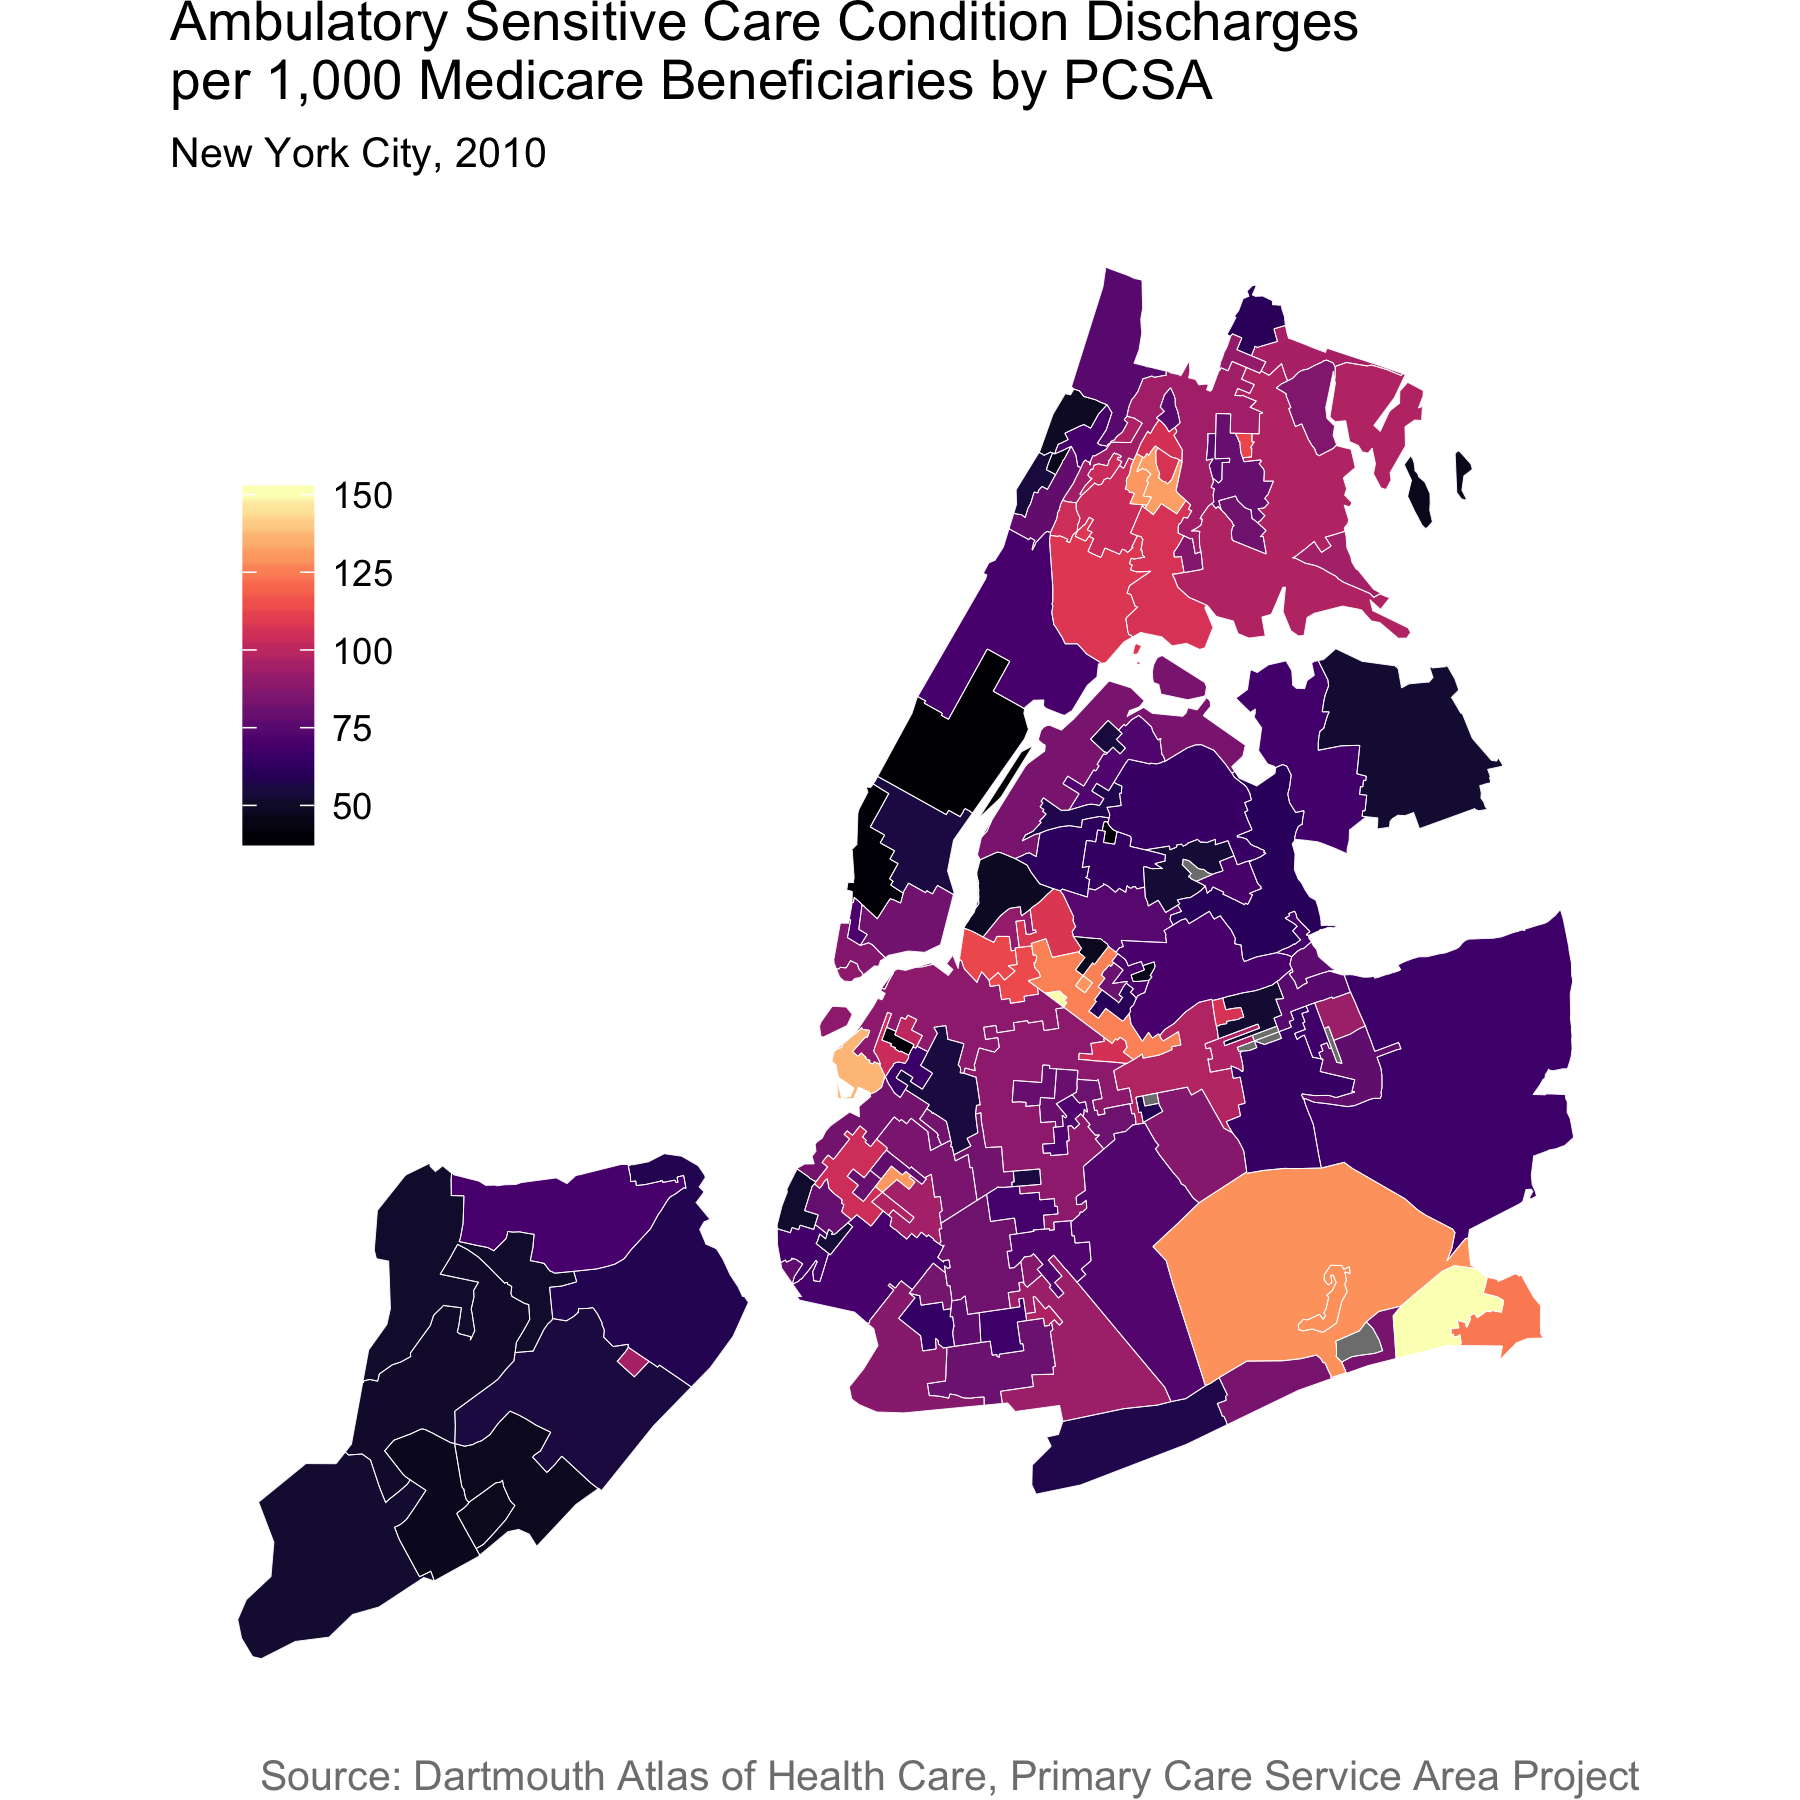 Ambulatory Sensitive Care Condition Discharges
per 1,000 Medicare Beneficiaries by PCSA
New York City, 2010
150
125
100
75
50
Source: Dartmouth Atlas of Health Care, Primary Care Service Area Project